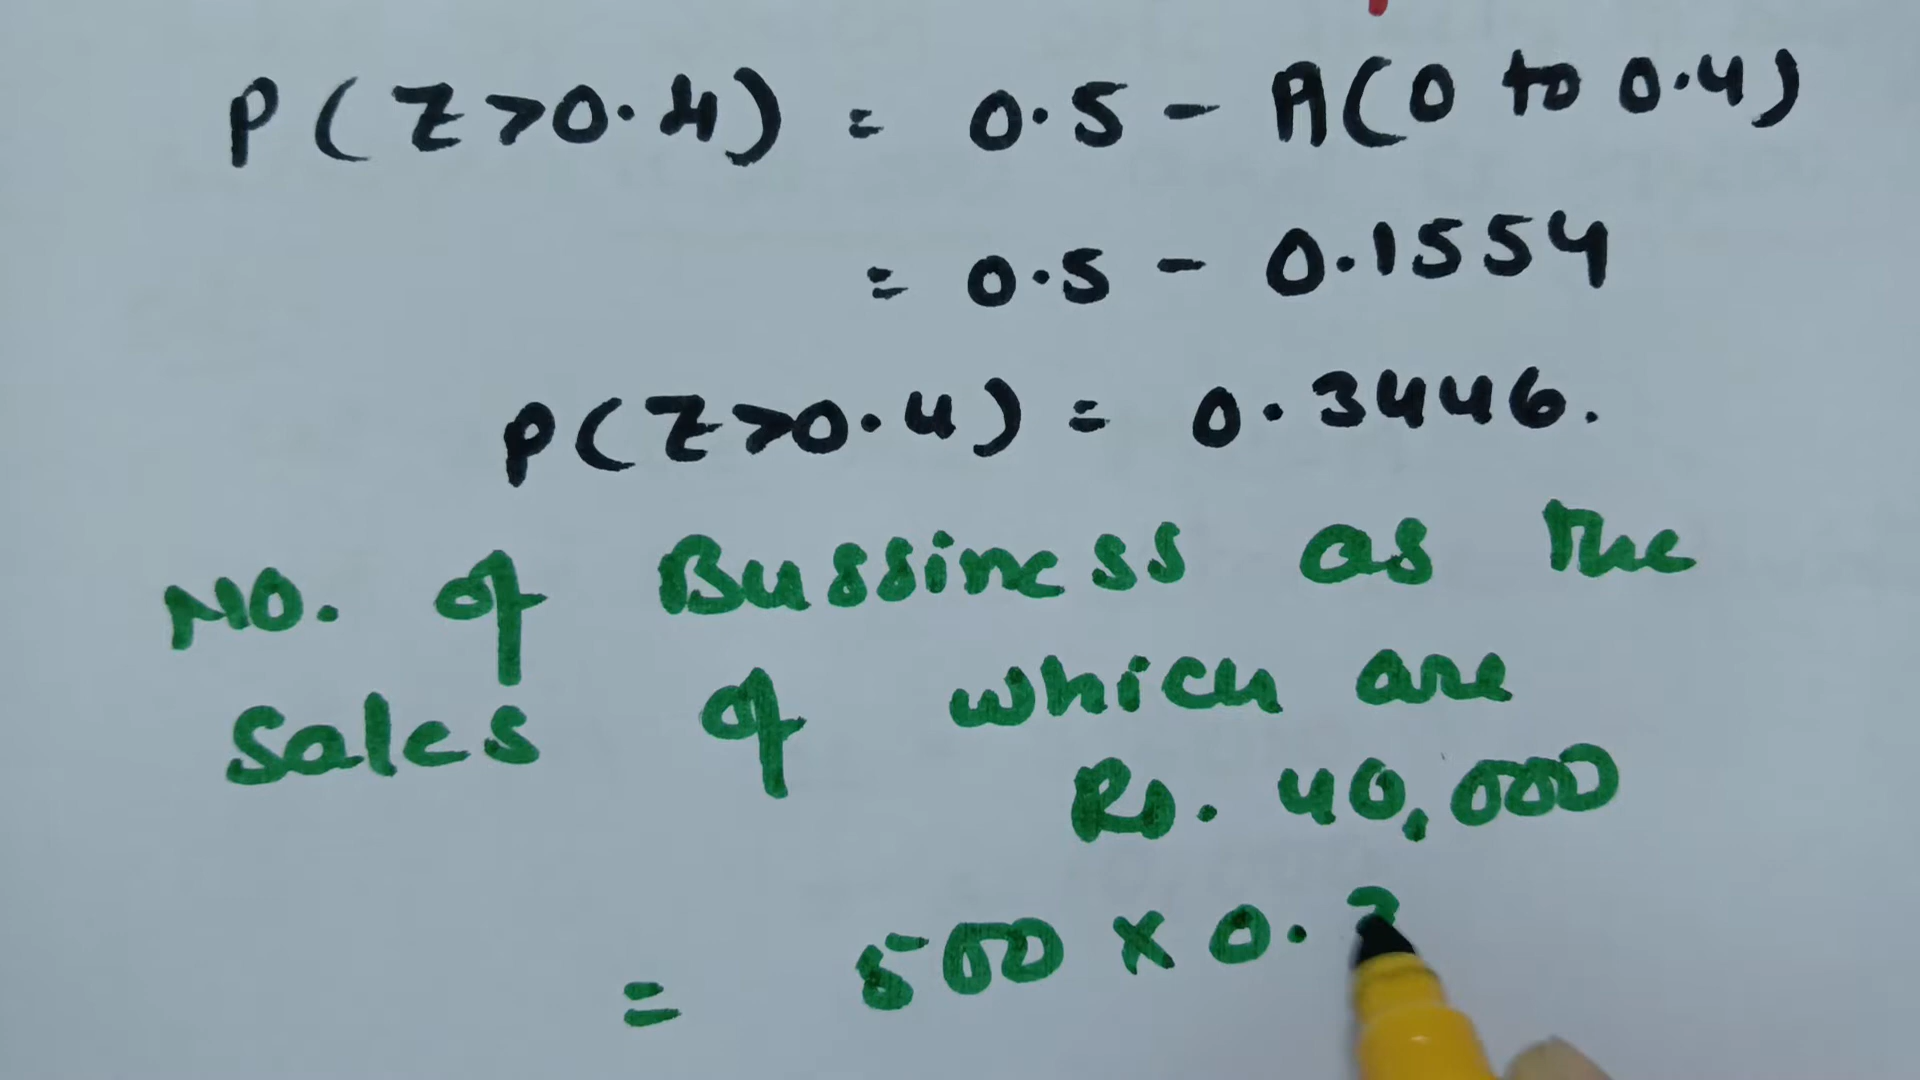 P(Z>0.4) = 0.5 - A(0 to 0.4)
= 0.5 - 0.1554
P(Z>0.4) = 0.3446.
No. of Bussiness as the
Sales of which are
Rs. 40,000
= 500 × 0.3